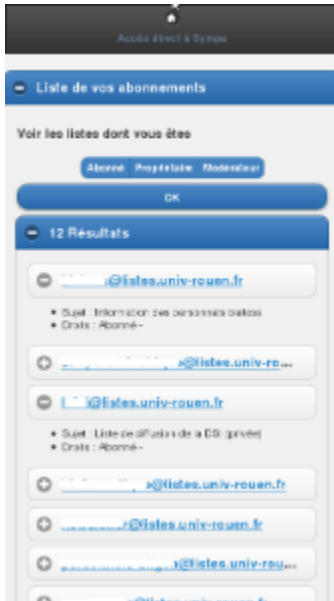 Accès direct à Sympa
Liste de vos abonnements
Voir les listes dont vous êtes
Abonné Propriétaire Modérateur
OK
12 Résultats
@listes.univ-rouen.fr
Sujet : Information des personnels
Droits : Abonné -
@listes.univ-ro...
i@listes.univ-rouen.fr
Sujet : Liste de diffusion de la DSI (privée)
Droits : Abonné -
@listes.univ-rouen.fr
r@listes.univ-rouen.fr
@listes.univ-rou...